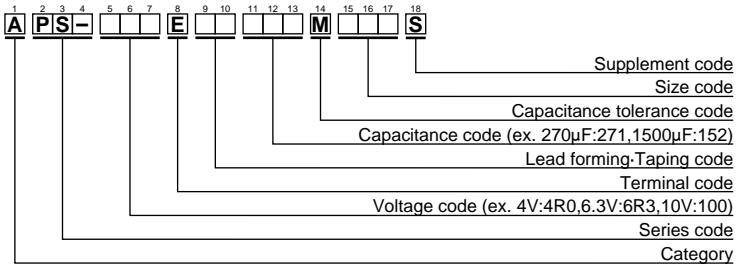 1 2 3 4 5 6 7 8 9 10 11 12 13 14 15 16 17 18
A P S – E M S
Supplement code
Size code
Capacitance tolerance code
Capacitance code (ex. 270μF:271,1500μF:152)
Lead forming·Taping code
Terminal code
Voltage code (ex. 4V:4R0,6.3V:6R3,10V:100)
Series code
Category